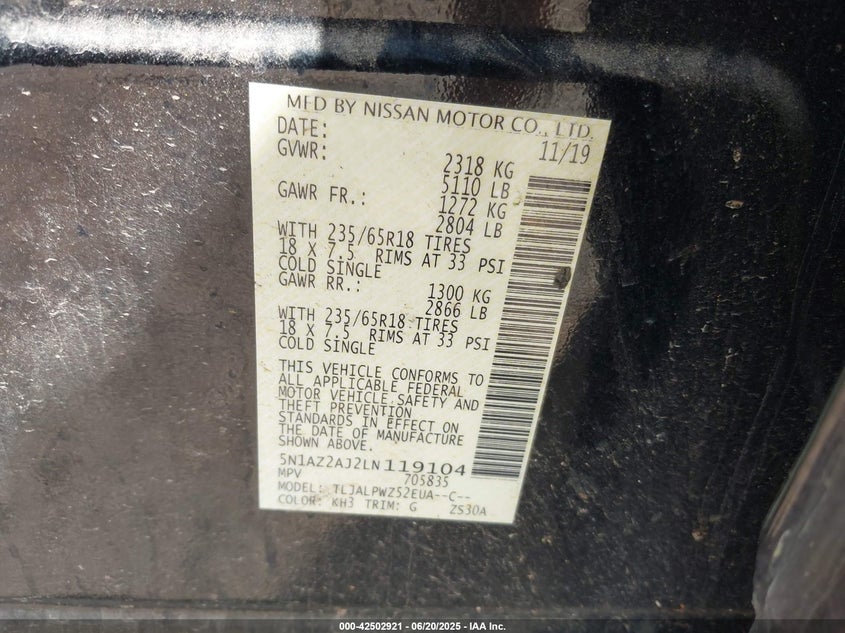 MFD BY NISSAN MOTOR CO., LTD.
DATE: 11/19
GVWR: 2318 KG
5110 LB
GAWR FR.: 1272 KG
2804 LB
WITH 235/65R18 TIRES
18 X 7.5 RIMS AT 33 PSI
COLD SINGLE
GAWR RR.: 1300 KG
2866 LB
WITH 235/65R18 TIRES
18 X 7.5 RIMS AT 33 PSI
COLD SINGLE
THIS VEHICLE CONFORMS TO
ALL APPLICABLE FEDERAL
MOTOR VEHICLE SAFETY AND
THEFT PREVENTION
STANDARDS IN EFFECT ON
THE DATE OF MANUFACTURE
SHOWN ABOVE.
5N1AZ2AJ2LN119104
MPV 705835
MODEL: TLJALPWZ52EUA--C--
COLOR: KH3 TRIM: G ZS30A
000-42502921 - 06/20/2025 - IAA Inc.